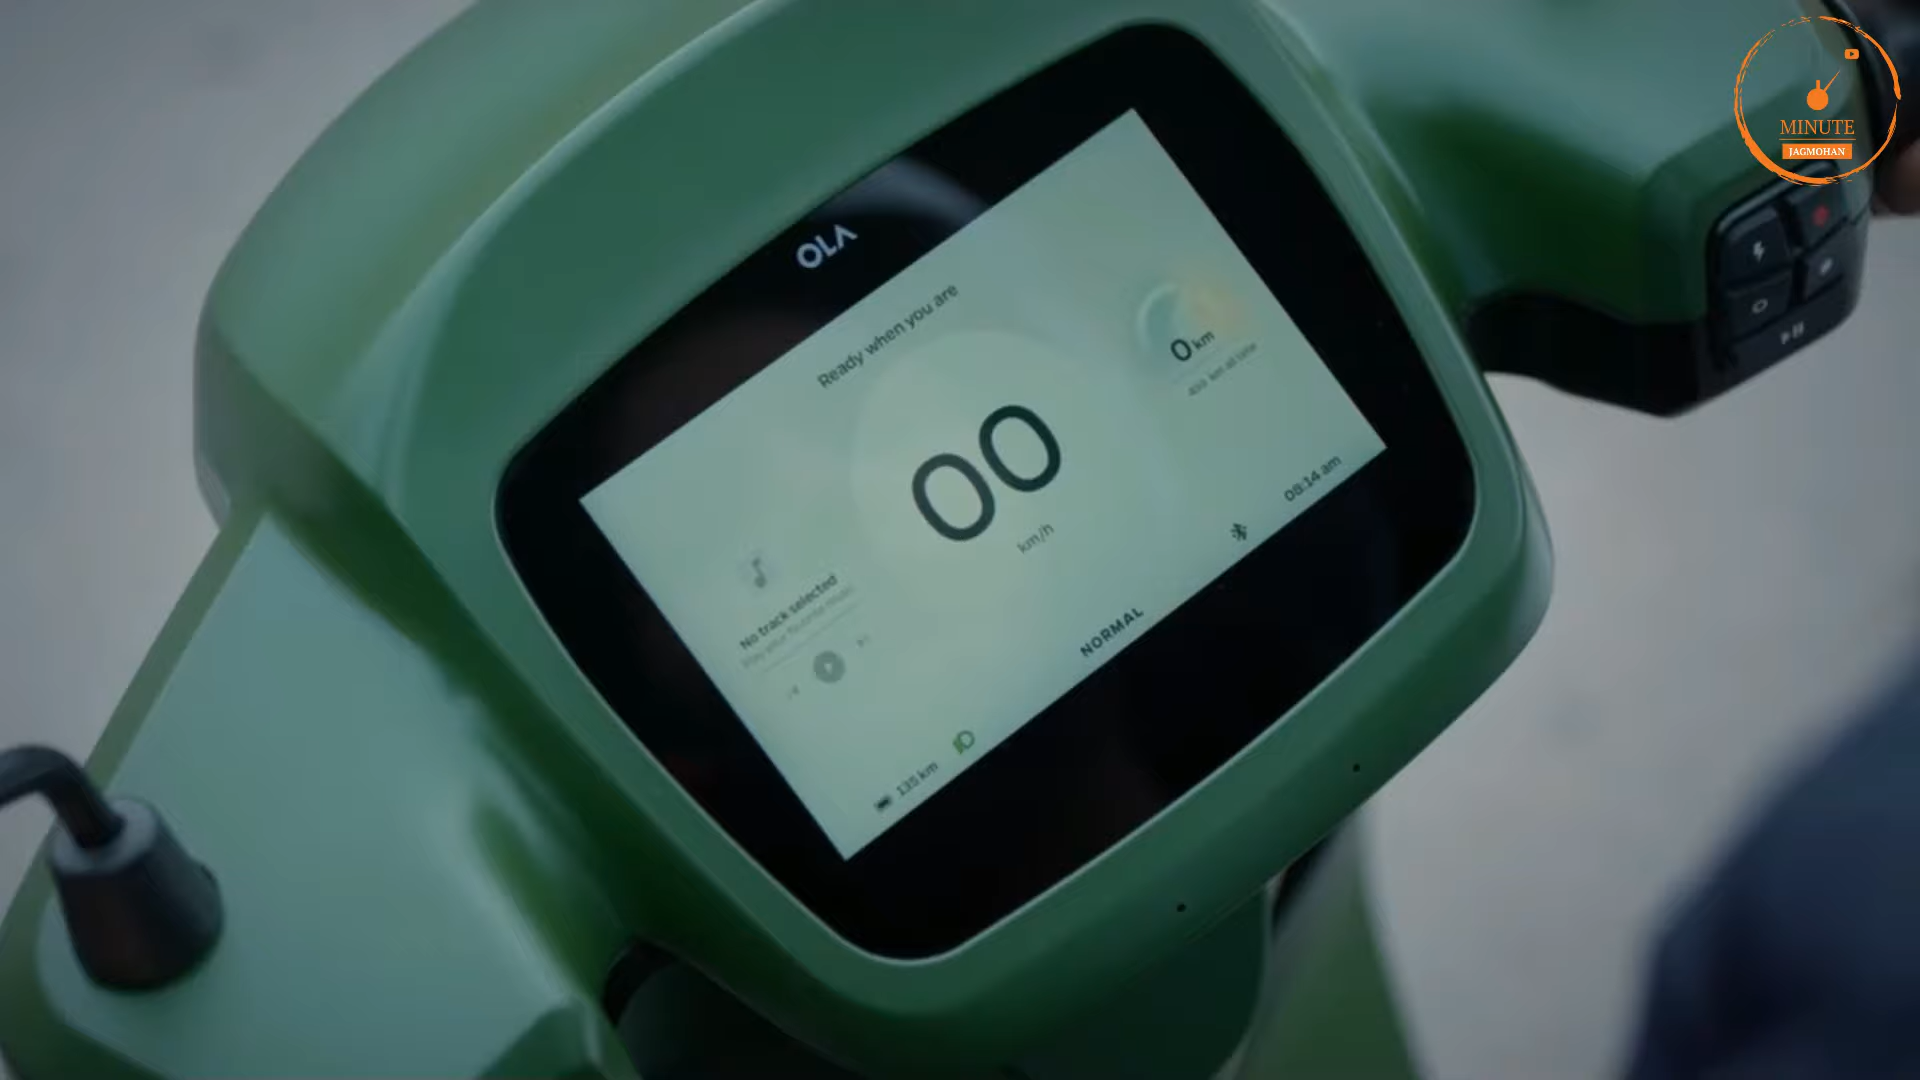 MINUTE
JAGMOHAN
OLA
Ready when you are
0 km
00
km/h
No track selected
08:14 am
NORMAL
135 km